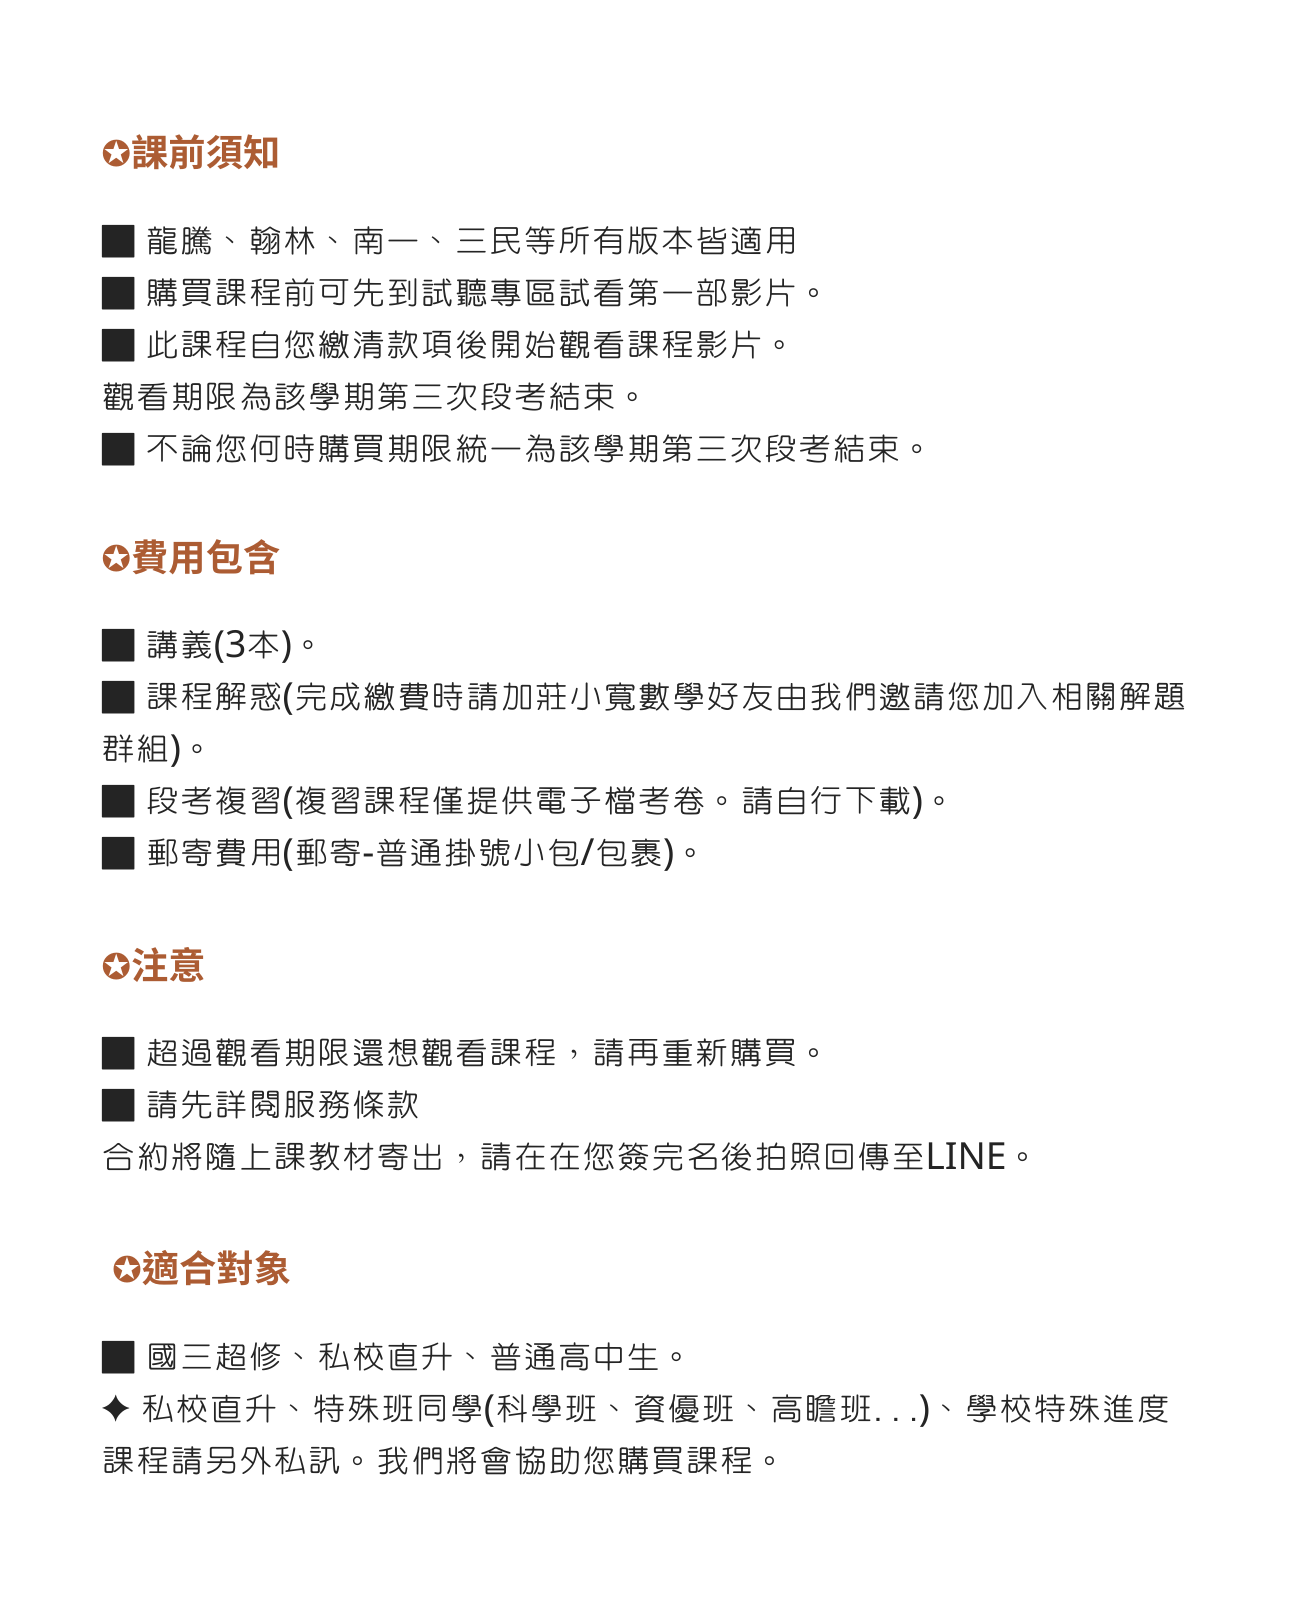 ✪課前須知
■ 龍騰、翰林、南一、三民等所有版本皆適用
■ 購買課程前可先到試聽專區試看第一部影片。
■ 此課程自您繳清款項後開始觀看課程影片。
觀看期限為該學期第三次段考結束。
■ 不論您何時購買期限統一為該學期第三次段考結束。
✪費用包含
■ 講義(3本)。
■ 課程解惑(完成繳費時請加莊小寬數學好友由我們邀請您加入相關解題
群組)。
■ 段考複習(複習課程僅提供電子檔考卷。請自行下載)。
■ 郵寄費用(郵寄-普通掛號小包/包裹)。
✪注意
■ 超過觀看期限還想觀看課程，請再重新購買。
■ 請先詳閱服務條款
合約將隨上課教材寄出，請在在您簽完名後拍照回傳至LINE。
✪適合對象
■ 國三超修、私校直升、普通高中生。
✦ 私校直升、特殊班同學(科學班、資優班、高瞻班...)、學校特殊進度
課程請另外私訊。我們將會協助您購買課程。